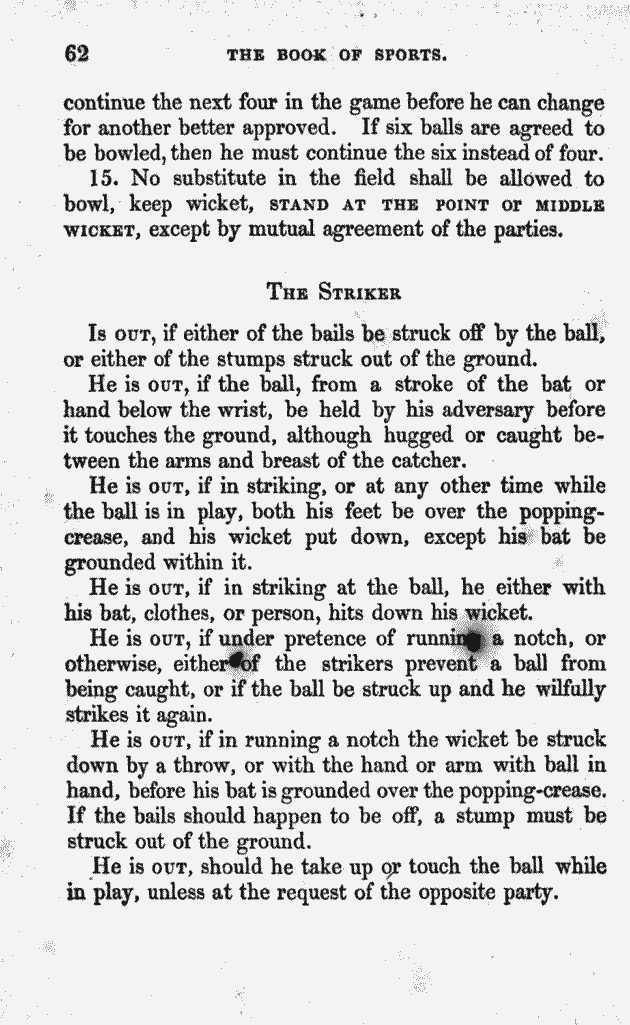 62 THE BOOK OF SPORTS.
continue the next four in the game before he can change
for another better approved. If six balls are agreed to
be bowled, then he must continue the six instead of four.
15. No substitute in the field shall be allowed to
bowl, keep wicket, STAND AT THE POINT or MIDDLE
WICKET, except by mutual agreement of the parties.
THE STRIKER
Is OUT, if either of the bails be struck off by the ball,
or either of the stumps struck out of the ground.
He is OUT, if the ball, from a stroke of the bat or
hand below the wrist, be held by his adversary before
it touches the ground, although hugged or caught be-
tween the arms and breast of the catcher.
He is OUT, if in striking, or at any other time while
the ball is in play, both his feet be over the popping-
crease, and his wicket put down, except his bat be
grounded within it.
He is OUT, if in striking at the ball, he either with
his bat, clothes, or person, hits down his wicket.
He is OUT, if under pretence of running a notch, or
otherwise, either of the strikers prevent a ball from
being caught, or if the ball be struck up and he wilfully
strikes it again.
He is OUT, if in running a notch the wicket be struck
down by a throw, or with the hand or arm with ball in
hand, before his bat is grounded over the popping-crease.
If the bails should happen to be off, a stump must be
struck out of the ground.
He is OUT, should he take up or touch the ball while
in play, unless at the request of the opposite party.